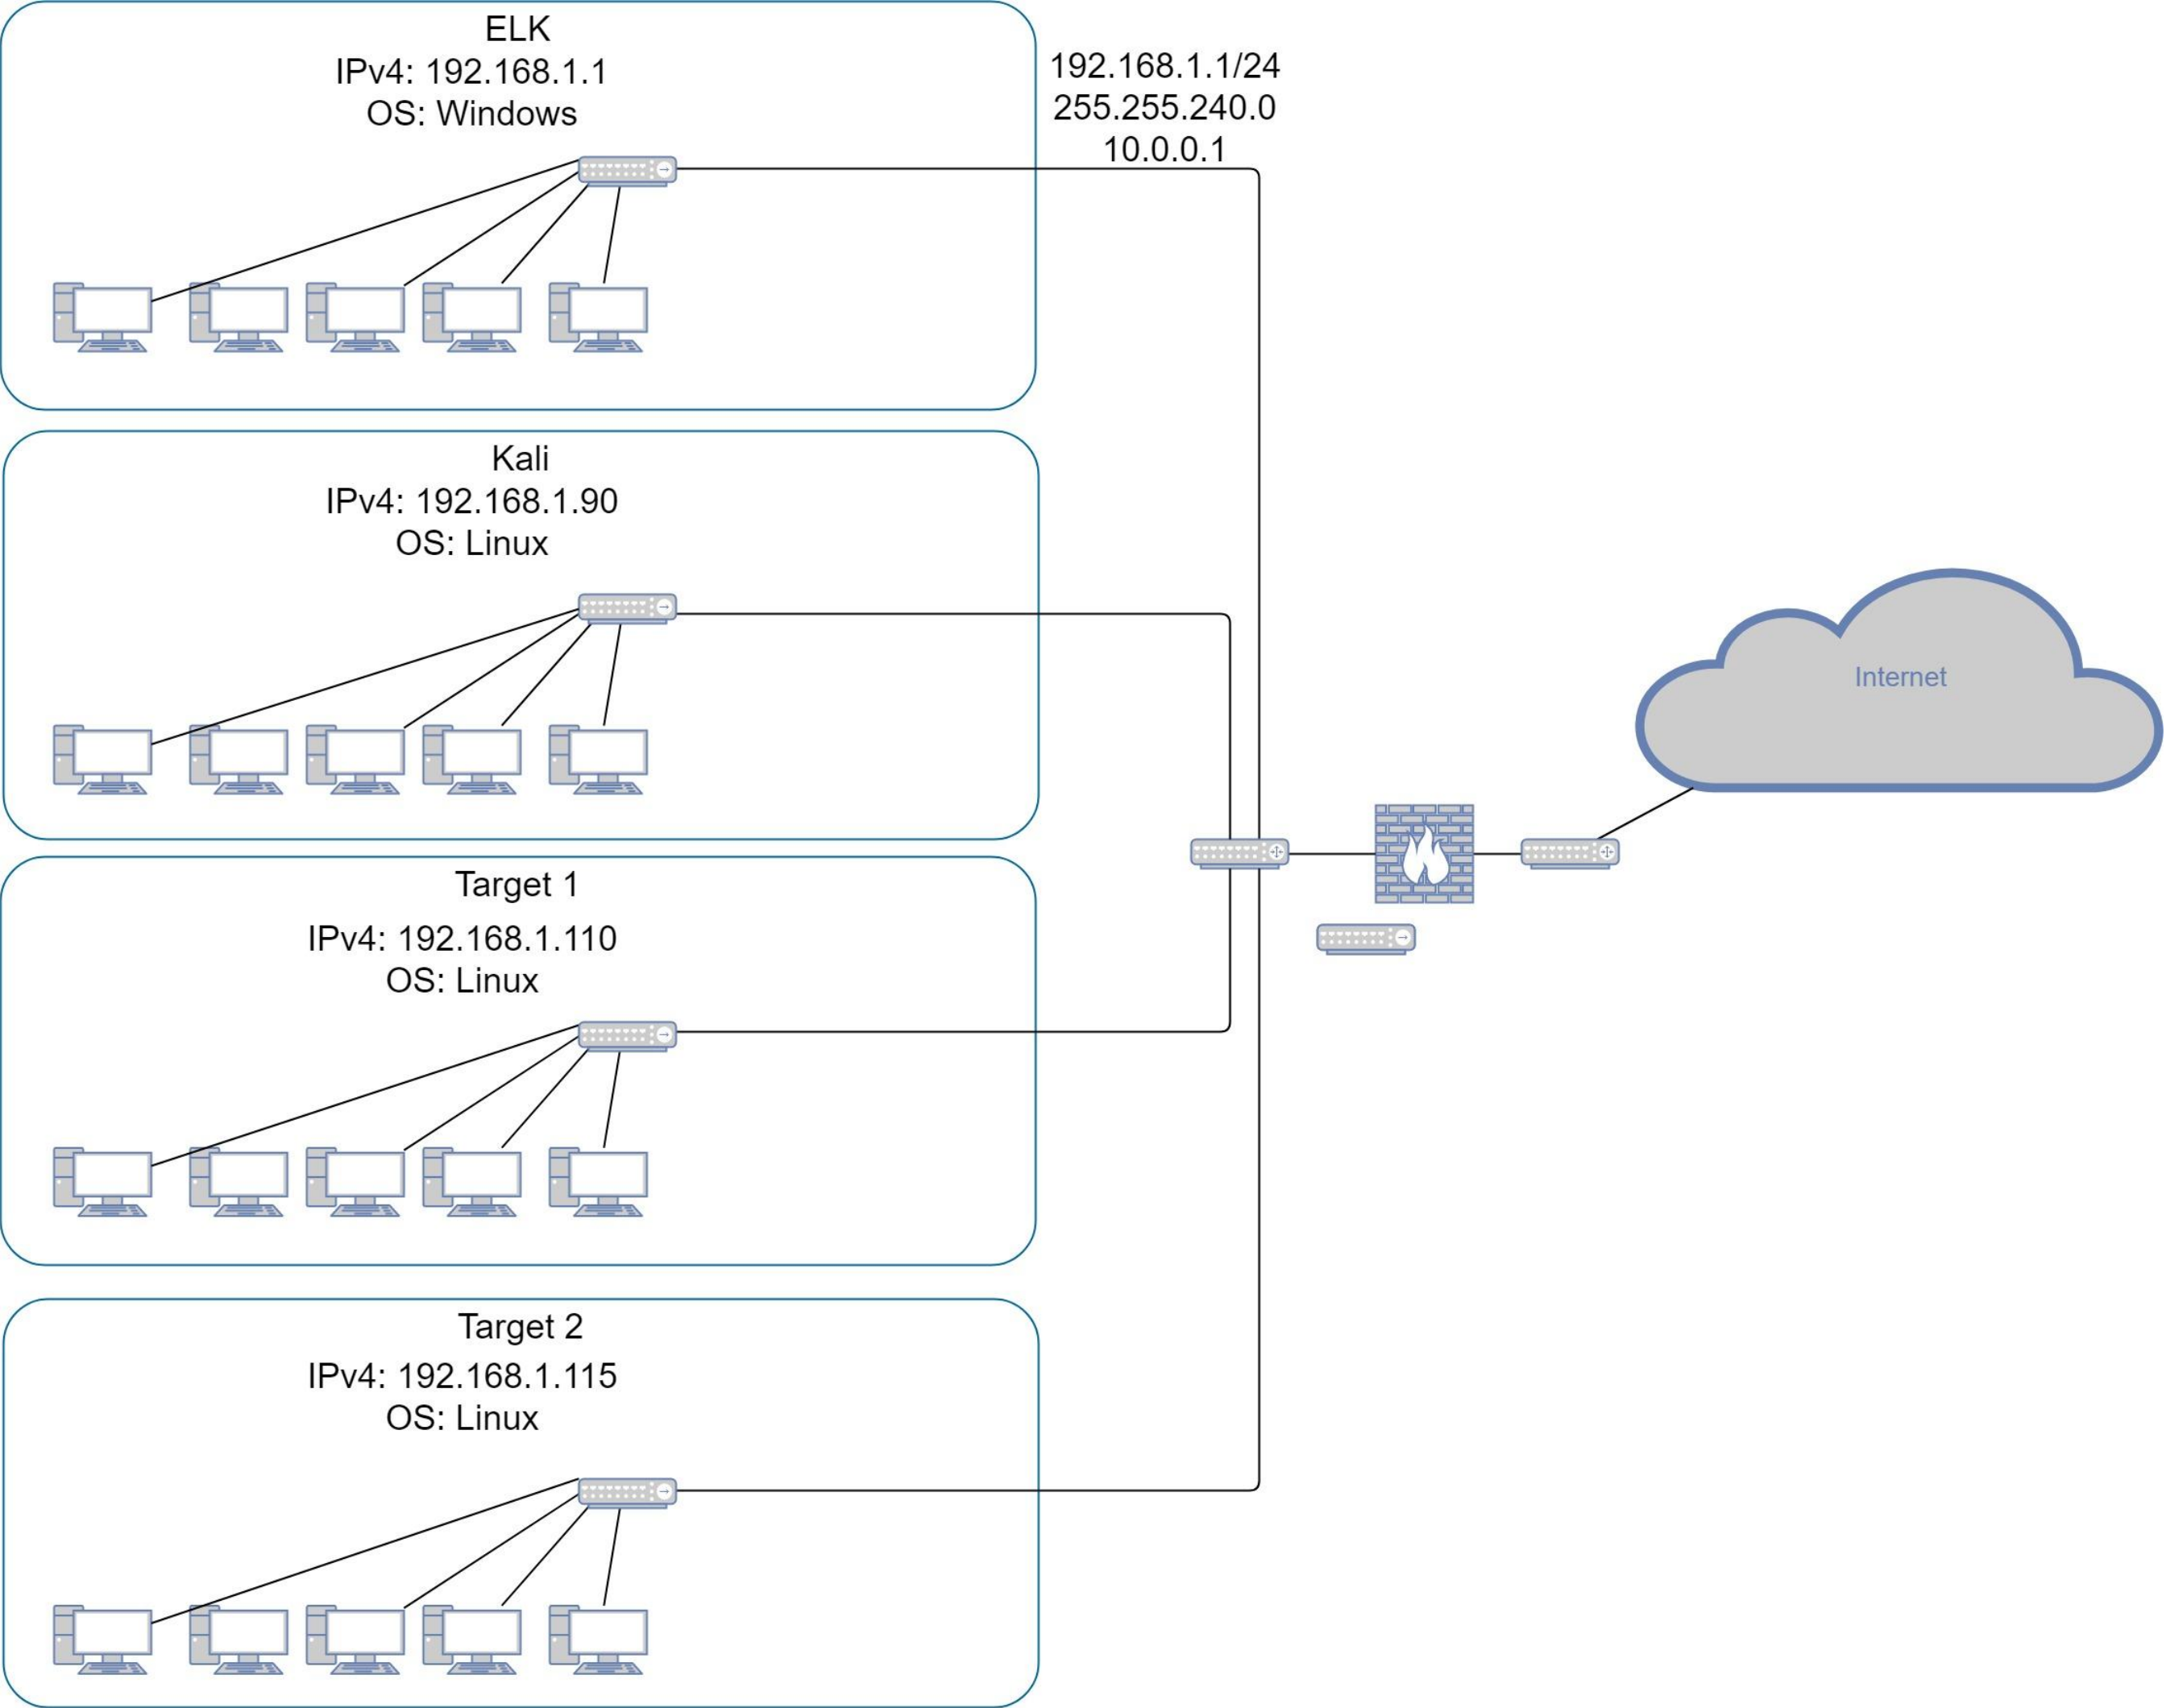 ELK
IPv4: 192.168.1.1
OS: Windows
192.168.1.1/24
255.255.240.0
10.0.0.1
Kali
IPv4: 192.168.1.90
OS: Linux
Internet
Target 1
IPv4: 192.168.1.110
OS: Linux
Target 2
IPv4: 192.168.1.115
OS: Linux